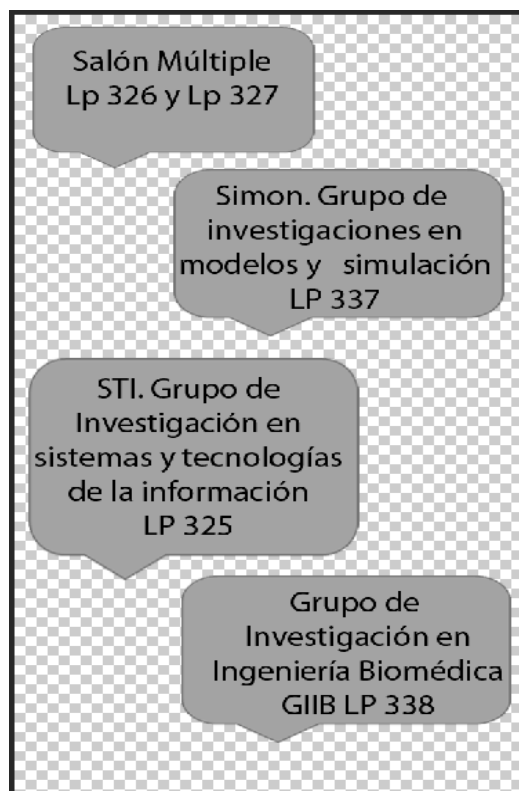 Salón Múltiple
Lp 326 y Lp 327
Simon. Grupo de
investigaciones en
modelos y simulación
LP 337
STI. Grupo de
Investigación en
sistemas y tecnologías
de la información
LP 325
Grupo de
Investigación en
Ingeniería Biomédica
GIIB LP 338